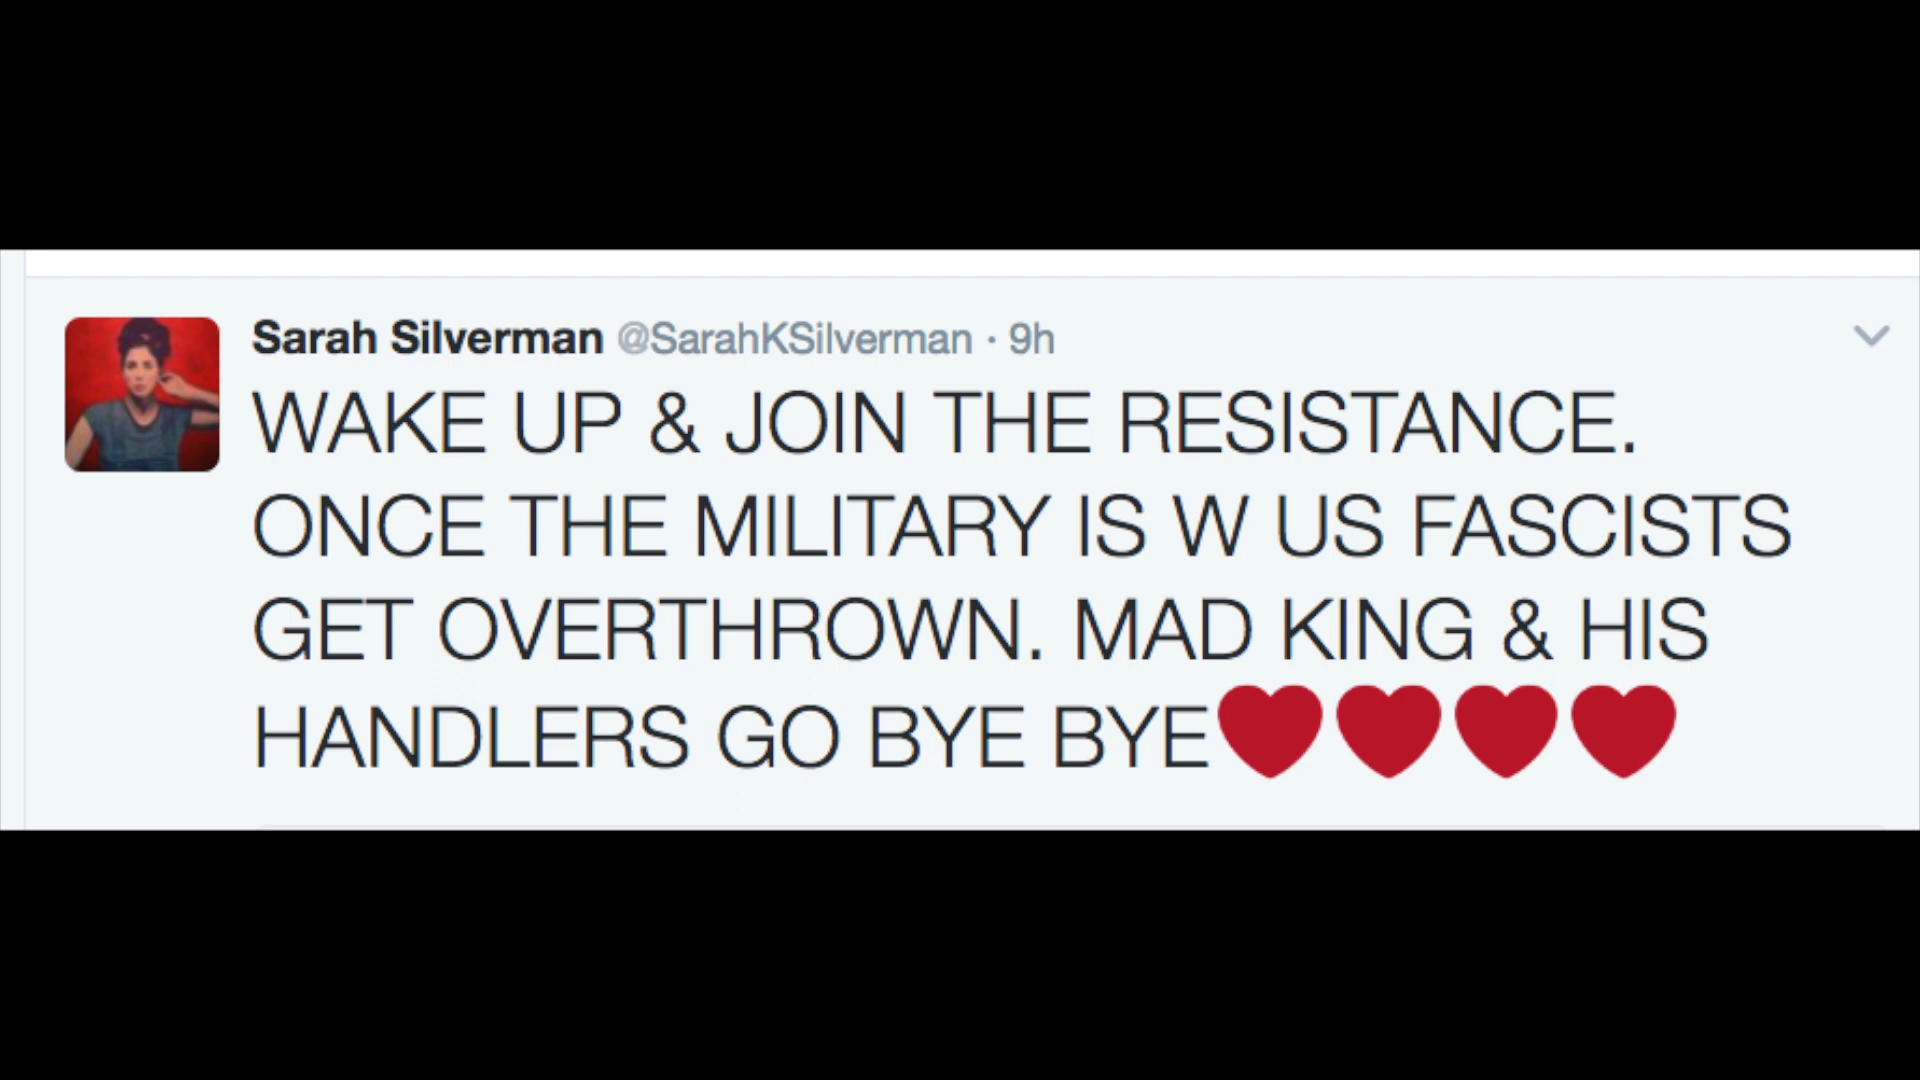 Sarah Silverman @SarahKSilverman · 9h
WAKE UP & JOIN THE RESISTANCE.
ONCE THE MILITARY IS W US FASCISTS
GET OVERTHROWN. MAD KING & HIS
HANDLERS GO BYE BYE❤❤❤❤